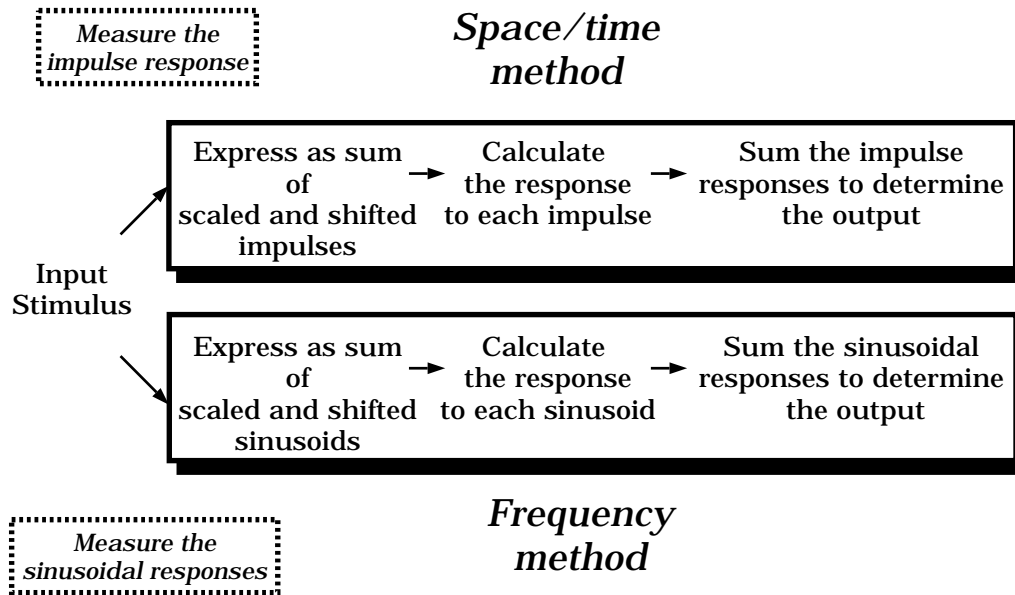 Measure the
impulse response
Space/time
method
Express as sum
of
scaled and shifted
impulses
Calculate
the response
to each impulse
Sum the impulse
responses to determine
the output
Input
Stimulus
Express as sum
of
scaled and shifted
sinusoids
Calculate
the response
to each sinusoid
Sum the sinusoidal
responses to determine
the output
Frequency
method
Measure the
sinusoidal responses